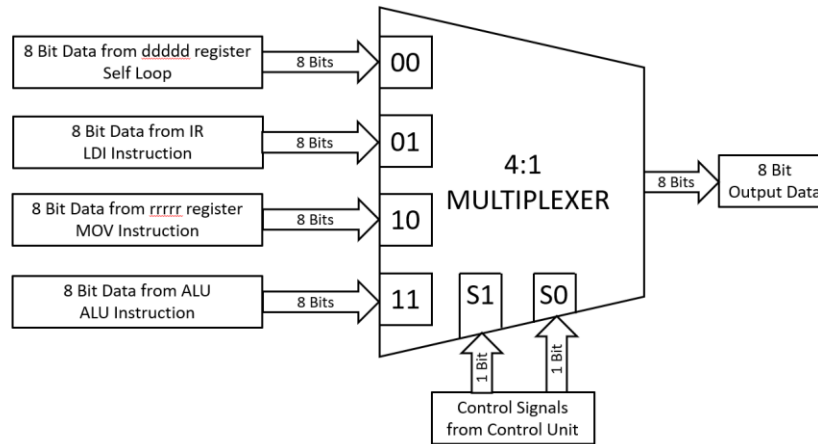 8 Bit Data from ddddd register
Self Loop
8 Bits
00
8 Bit Data from IR
LDI Instruction
8 Bits
01
8 Bit Data from rrrrr register
MOV Instruction
8 Bits
10
8 Bit Data from ALU
ALU Instruction
8 Bits
11
4:1
MULTIPLEXER
8 Bits
8 Bit
Output Data
S1
S0
1 Bit
1 Bit
Control Signals
from Control Unit